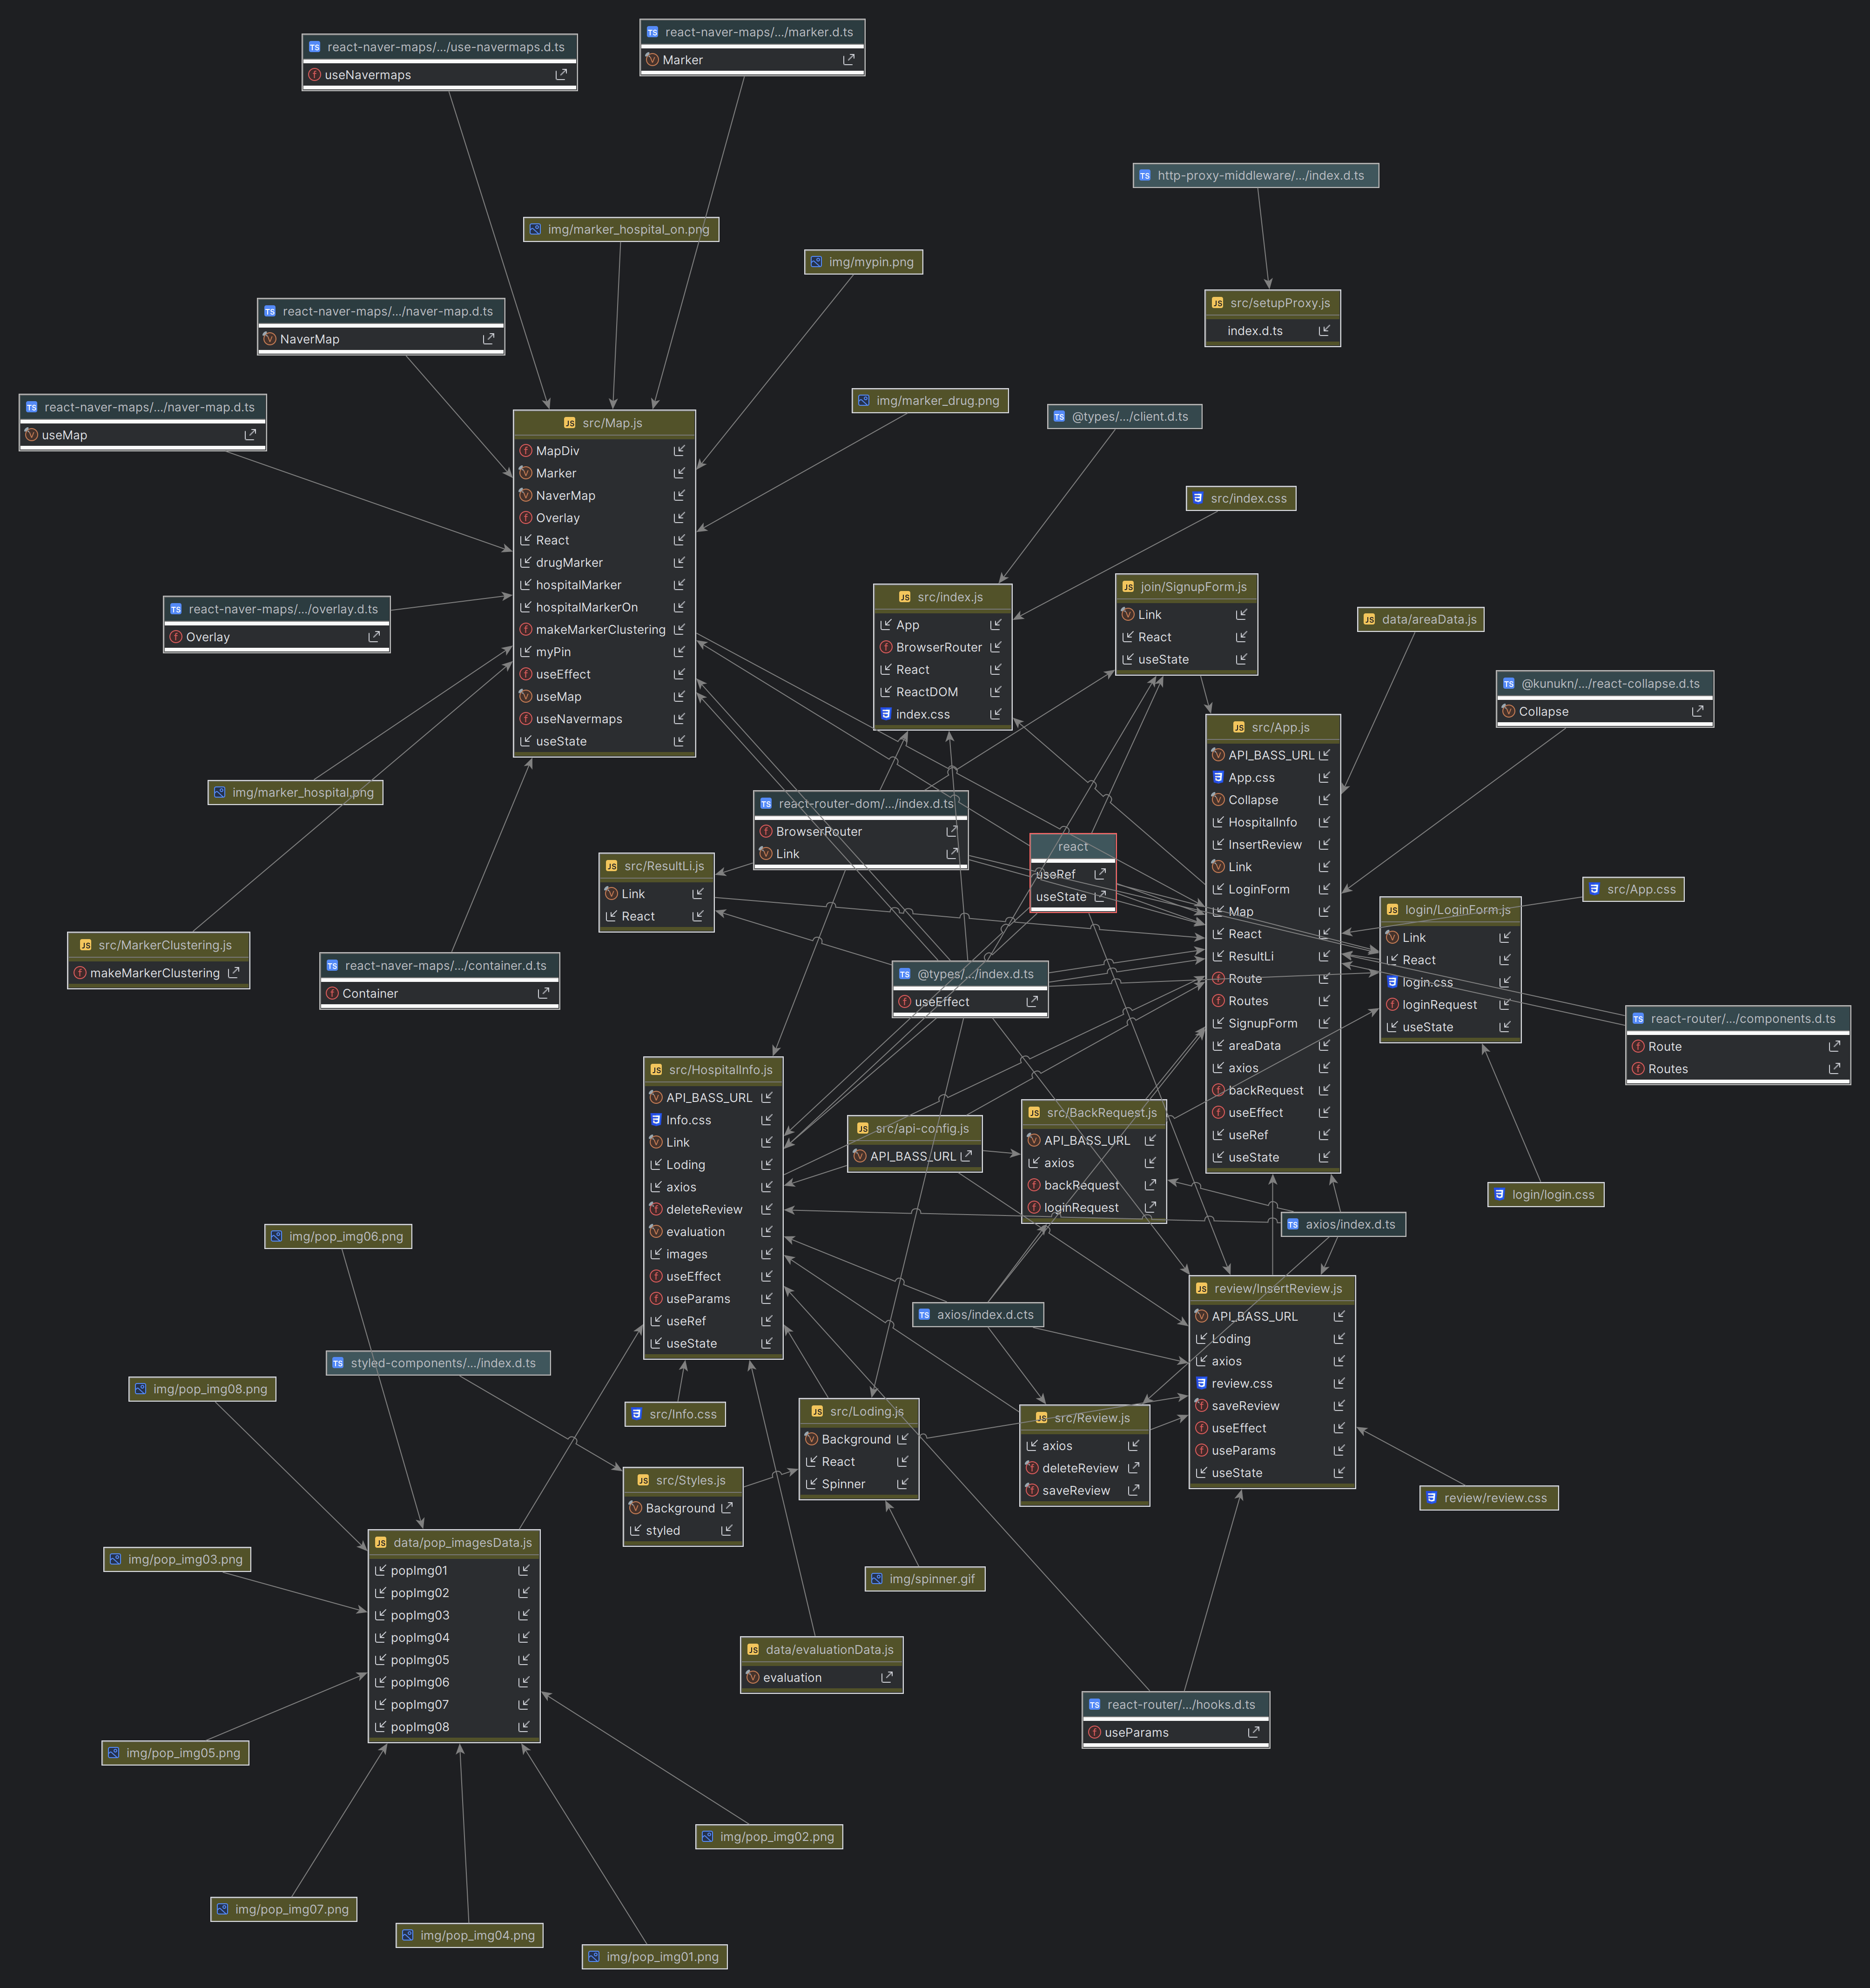 react-naver-maps/.../use-navermaps.d.ts
useNavermaps
react-naver-maps/.../marker.d.ts
Marker
http-proxy-middleware/.../index.d.ts
img/marker_hospital_on.png
img/mypin.png
src/setupProxy.js
index.d.ts
react-naver-maps/.../naver-map.d.ts
NaverMap
react-naver-maps/.../naver-map.d.ts
useMap
img/marker_drug.png
@types/.../client.d.ts
src/Map.js
MapDiv
Marker
NaverMap
Overlay
React
drugMarker
hospitalMarker
hospitalMarkerOn
makeMarkerClustering
myPin
useEffect
useMap
useNavermaps
useState
src/index.css
react-naver-maps/.../overlay.d.ts
Overlay
src/index.js
App
BrowserRouter
React
ReactDOM
index.css
join/SignupForm.js
Link
React
useState
data/areaData.js
@kunukn/.../react-collapse.d.ts
Collapse
src/App.js
API_BASS_URL
App.css
Collapse
HospitalInfo
InsertReview
Link
LoginForm
Map
React
ResultLi
Route
Routes
SignupForm
areaData
axios
backRequest
useEffect
useRef
useState
img/marker_hospital.png
react-router-dom/.../index.d.ts
BrowserRouter
Link
react
useRef
useState
src/ResultLi.js
Link
React
src/App.css
login/LoginForm.js
Link
React
login.css
loginRequest
useState
src/MarkerClustering.js
makeMarkerClustering
react-naver-maps/.../container.d.ts
Container
@types/.../index.d.ts
useEffect
react-router/.../components.d.ts
Route
Routes
src/HospitalInfo.js
API_BASS_URL
Info.css
Link
Loding
axios
deleteReview
evaluation
images
useEffect
useParams
useRef
useState
src/api-config.js
API_BASS_URL
src/BackRequest.js
API_BASS_URL
axios
backRequest
loginRequest
login/login.css
axios/index.d.ts
img/pop_img06.png
review/InsertReview.js
API_BASS_URL
Loding
axios
review.css
saveReview
useEffect
useParams
useState
axios/index.d.cts
styled-components/.../index.d.ts
img/pop_img08.png
src/Info.css
src/Loding.js
Background
React
Spinner
src/Review.js
axios
deleteReview
saveReview
src/Styles.js
Background
styled
review/review.css
data/pop_imagesData.js
popImg01
popImg02
popImg03
popImg04
popImg05
popImg06
popImg07
popImg08
img/pop_img03.png
img/spinner.gif
data/evaluationData.js
evaluation
react-router/.../hooks.d.ts
useParams
img/pop_img05.png
img/pop_img02.png
img/pop_img07.png
img/pop_img04.png
img/pop_img01.png